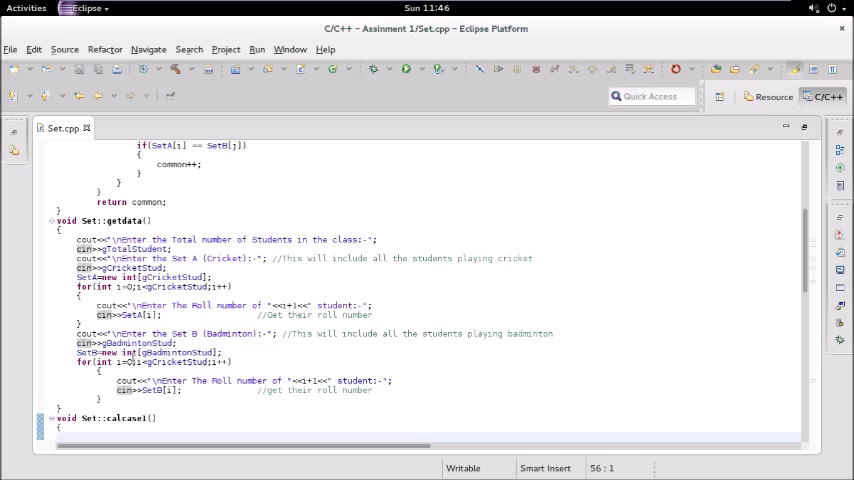 Activities Eclipse Sun 11:46
C/C++ - Assinment 1/Set.cpp - Eclipse Platform
File Edit Source Refactor Navigate Search Project Run Window Help
Quick Access Resource C/C++
Set.cpp
if(SetA[i] == SetB[j])
{
common++;
}
}
}
return common;
}
void Set::getdata()
{
cout<<"\nEnter the Total number of Students in the class:-";
cin>>gTotalStudent;
cout<<"\nEnter the Set A (Cricket):-"; //This will include all the students playing cricket
cin>>gCricketStud;
SetA=new int[gCricketStud];
for(int i=0;i<gCricketStud;i++)
{
cout<<"\nEnter The Roll number of "<<i+1<<" student:-";
cin>>SetA[i]; //Get their roll number
}
cout<<"\nEnter the Set B (Badminton):-"; //This will include all the students playing badminton
cin>>gBadmintonStud;
SetB=new int[gBadmintonStud];
for(int i=0;i<gCricketStud;i++)
{
cout<<"\nEnter The Roll number of "<<i+1<<" student:-";
cin>>SetB[i]; //get their roll number
}
}
void Set::calcase1()
{
Writable Smart Insert 56 : 1